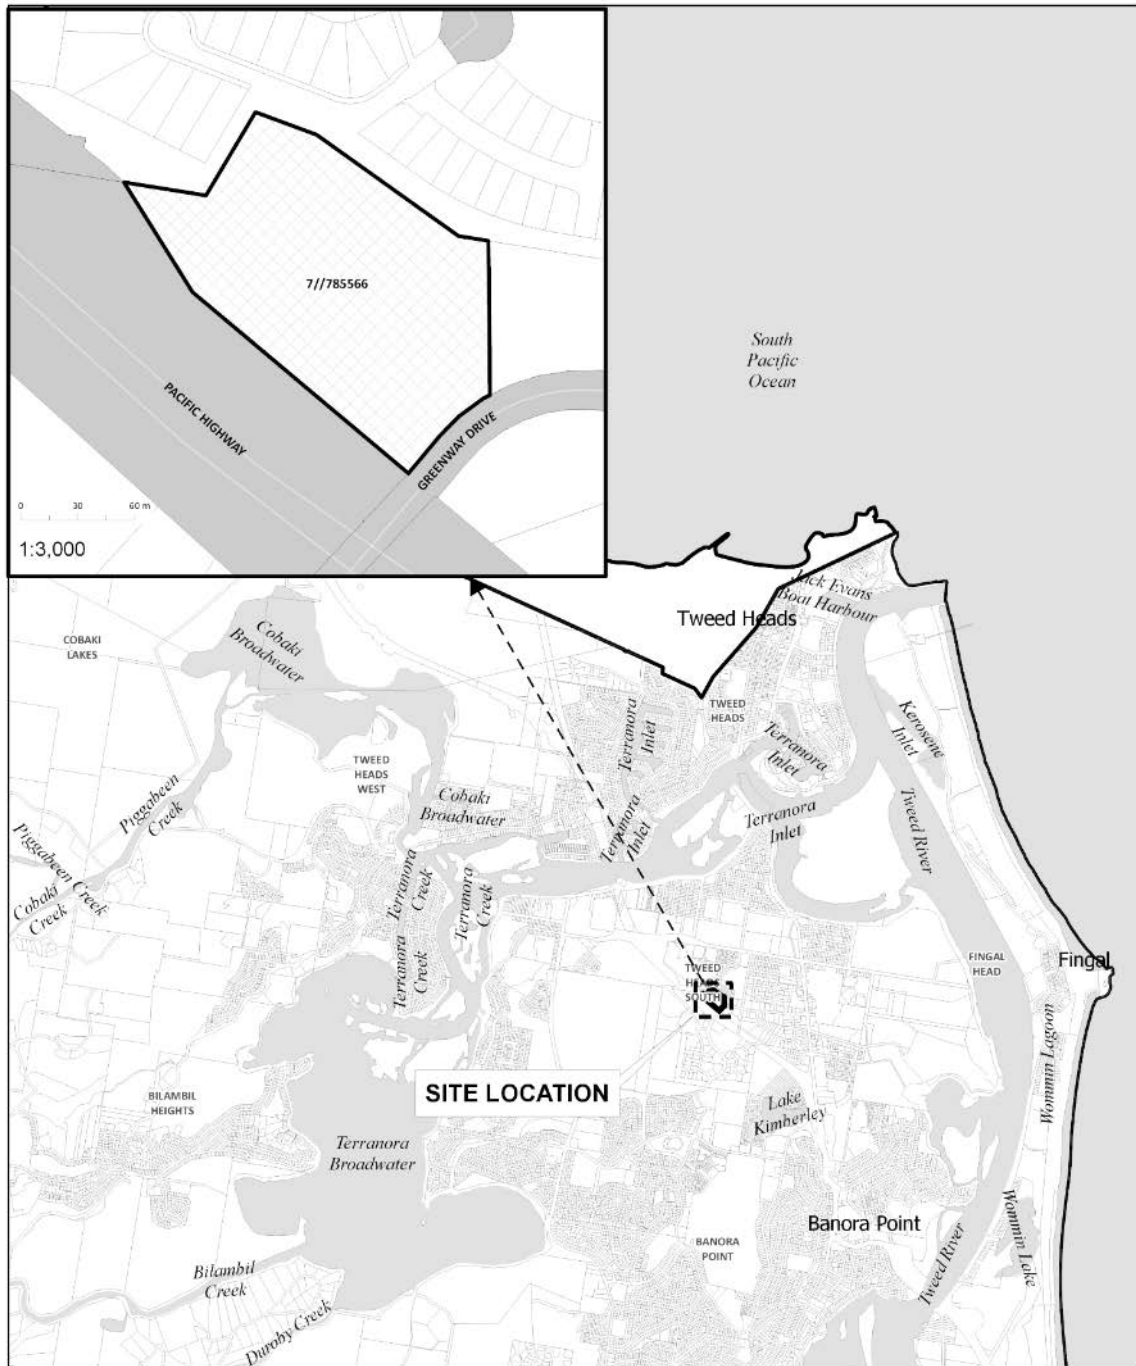 7//785566
PACIFIC HIGHWAY
GREENWAY DRIVE
0 30 60 m
1:3,000
South
Pacific
Ocean
Jack Evans
Boat Harbour
Tweed Heads
COBAKI
LAKES
Cobaki
Broadwater
TWEED
HEADS
Terranora
Inlet
Terranora
Inlet
Kerosene
Inlet
TWEED
HEADS
WEST
Piggabeen
Creek
Cobaki
Broadwater
Terranora
Inlet
Terranora
Inlet
Tweed River
Piggabeen Creek
Cobaki
Creek
Terranora
Creek
Terranora
Creek
Terranora
Creek
TWEED
HEADS
SOUTH
FINGAL
HEAD
Fingal
Wommin Lagoon
SITE LOCATION
BILAMBIL
HEIGHTS
Lake
Kimberley
Terranora
Broadwater
Banora Point
BANORA
POINT
Wommin Lake
Tweed River
Bilambil
Creek
Duroby Creek